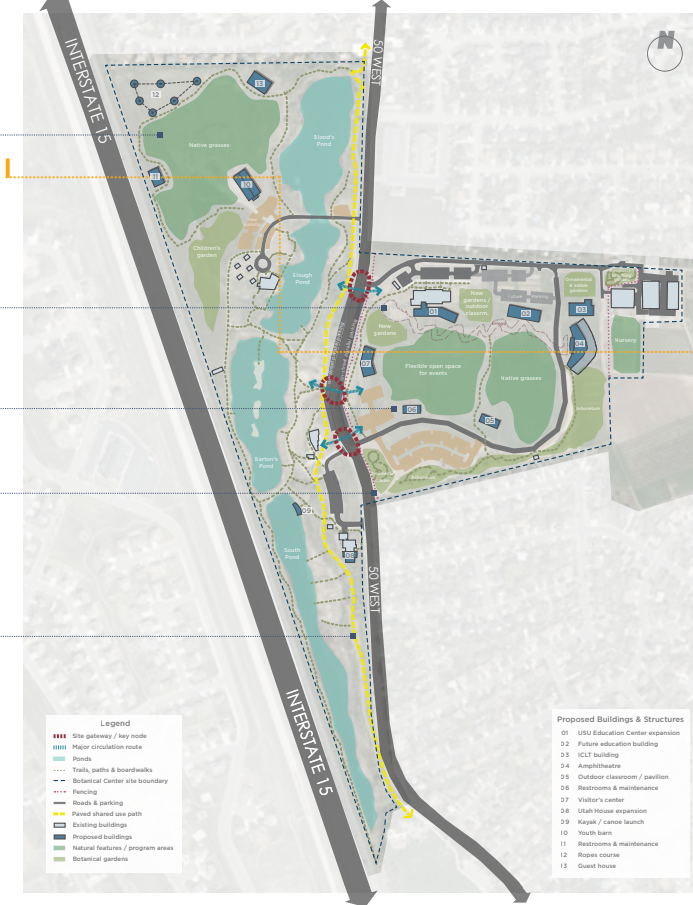 INTERSTATE 15
50 WEST
N
13
12
Native grasses
Eloud's
Pond
11
10
Children's
garden
Clough
Pond
New
gardens /
outdoor
classrm.
01
02
03
New
gardens
04
Nursery
07
Flexible open space
for events
Native grasses
06
05
Arboretum
Barton's
Pond
09
South
Pond
08
50 WEST
INTERSTATE 15
Legend
Site gateway / key node
Major circulation route
Ponds
Trails, paths & boardwalks
Botanical Center site boundary
Fencing
Roads & parking
Paved shared use path
Existing buildings
Proposed buildings
Natural features / program areas
Botanical gardens
Proposed Buildings & Structures
01 USU Education Center expansion
02 Future education building
03 ICLT building
04 Amphitheatre
05 Outdoor classroom / pavilion
06 Restrooms & maintenance
07 Visitor's center
08 Utah House expansion
09 Kayak / canoe launch
10 Youth barn
11 Restrooms & maintenance
12 Ropes course
13 Guest house